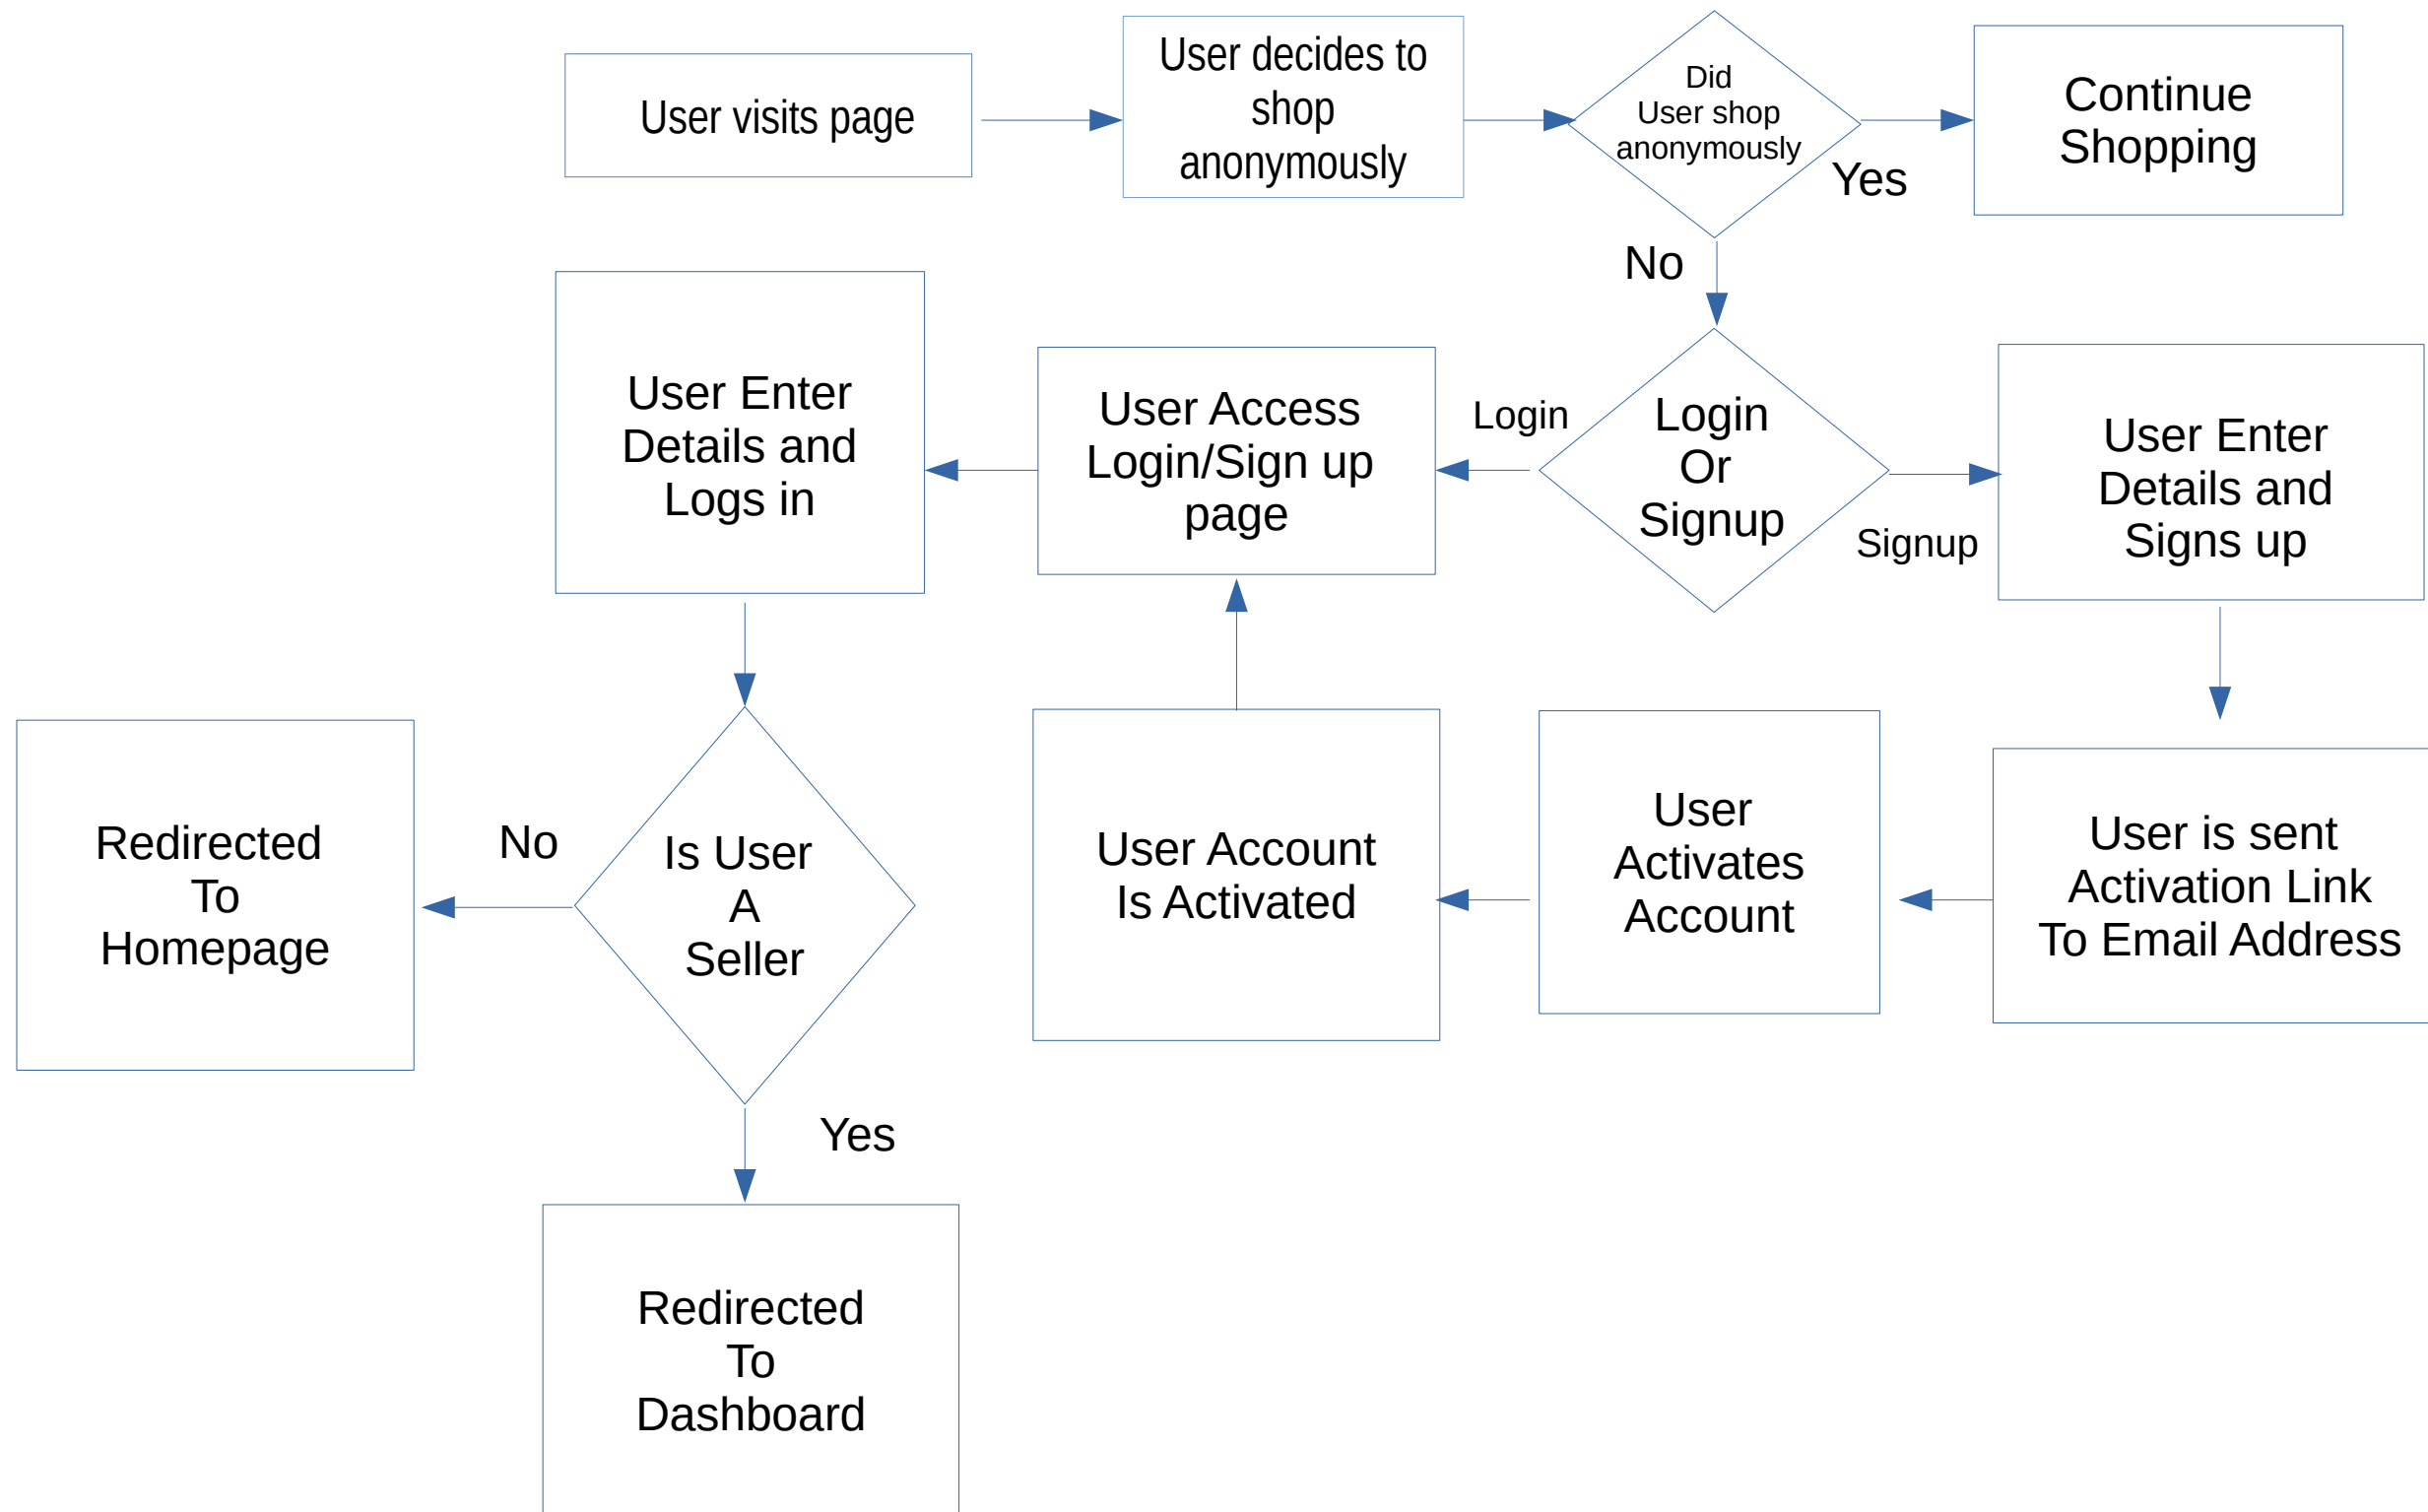 User visits page
User decides to
shop
anonymously
Did
User shop
anonymously
Yes
Continue
Shopping
No
User Enter
Details and
Logs in
User Access
Login/Sign up
page
Login
Login
Or
Signup
Signup
User Enter
Details and
Signs up
Redirected
To
Homepage
No
Is User
A
Seller
User Account
Is Activated
User
Activates
Account
User is sent
Activation Link
To Email Address
Yes
Redirected
To
Dashboard